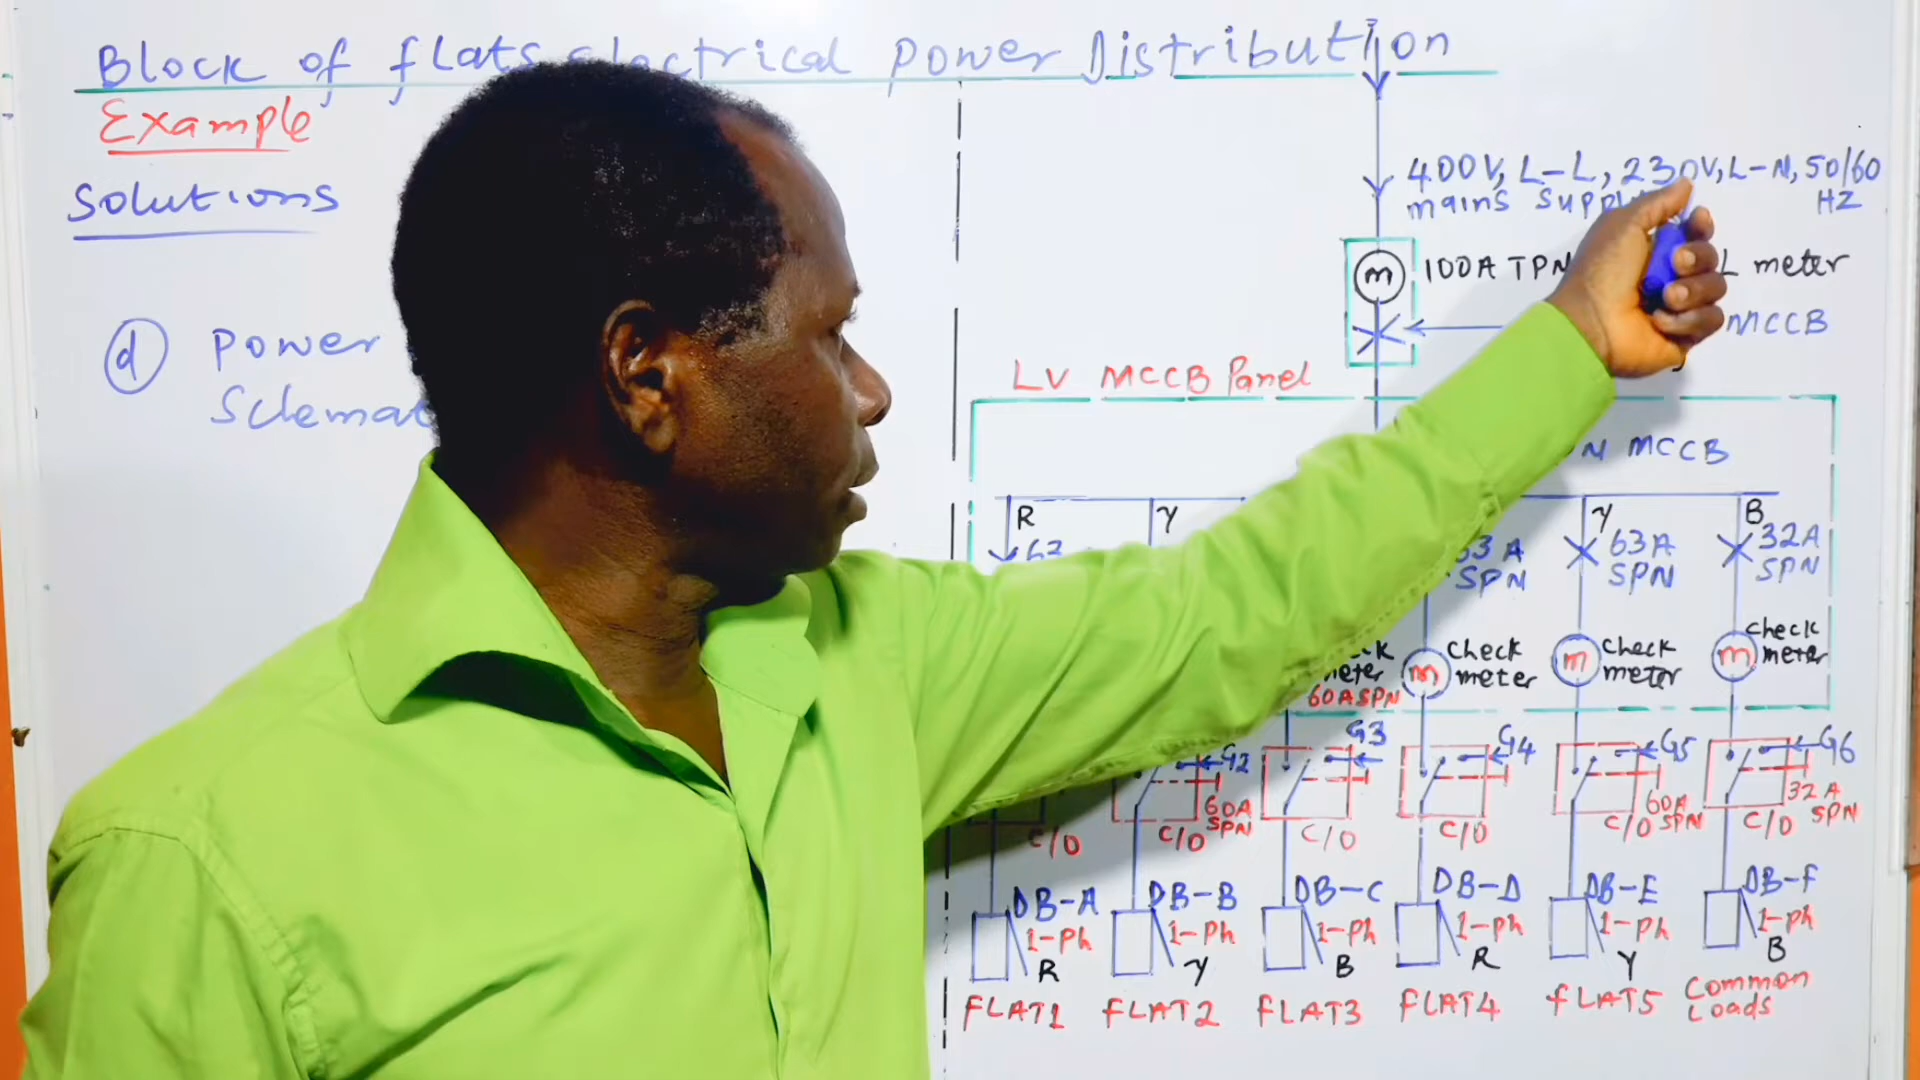 Block of flats electrical power Distribution
Example
Solutions
d Power
400V, L-L, 230V, L-N, 50/60
mains Supply HZ
m 100A TPN meter
MCCB
LV MCCB Panel
MCCB
R Y Y B
63A 32A
SPN SPN SPN
check
check check meter
meter m meter m meter m
60A SPN
G2 G3 G4 G5 G6
60A 60A 32A
SPN SPN SPN
C/O C/O C/O C/O C/O C/O
DB-A DB-B DB-C DB-D DB-E DB-F
1-Ph 1-Ph 1-Ph 1-Ph 1-Ph 1-Ph
R Y B R Y B
FLAT1 FLAT2 FLAT3 FLAT4 FLAT5 Common
Loads